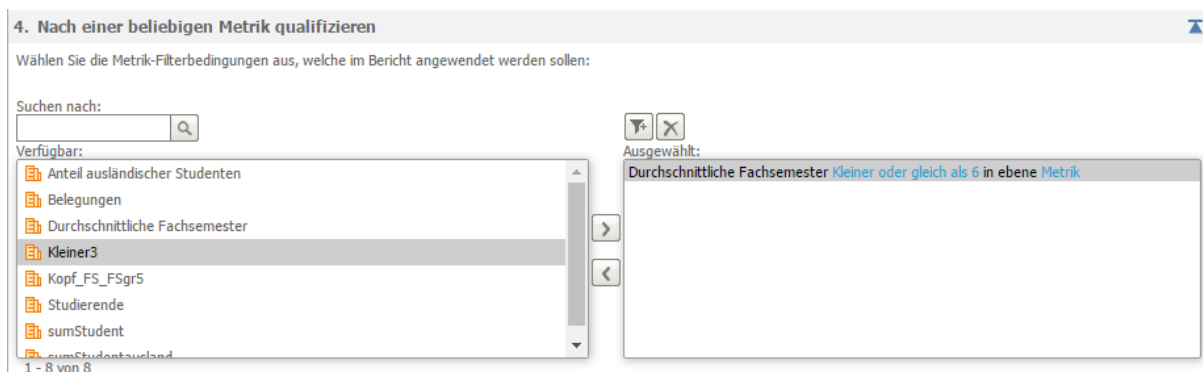 4. Nach einer beliebigen Metrik qualifizieren
Wählen Sie die Metrik-Filterbedingungen aus, welche im Bericht angewendet werden sollen:
Suchen nach:
Verfügbar:
Anteil ausländischer Studenten
Belegungen
Durchschnittliche Fachsemester
Kleiner3
Kopf_FS_FSgr5
Studierende
sumStudent
sumStudentausland
1 - 8 von 8
Ausgewählt:
Durchschnittliche Fachsemester Kleiner oder gleich als 6 in ebene Metrik